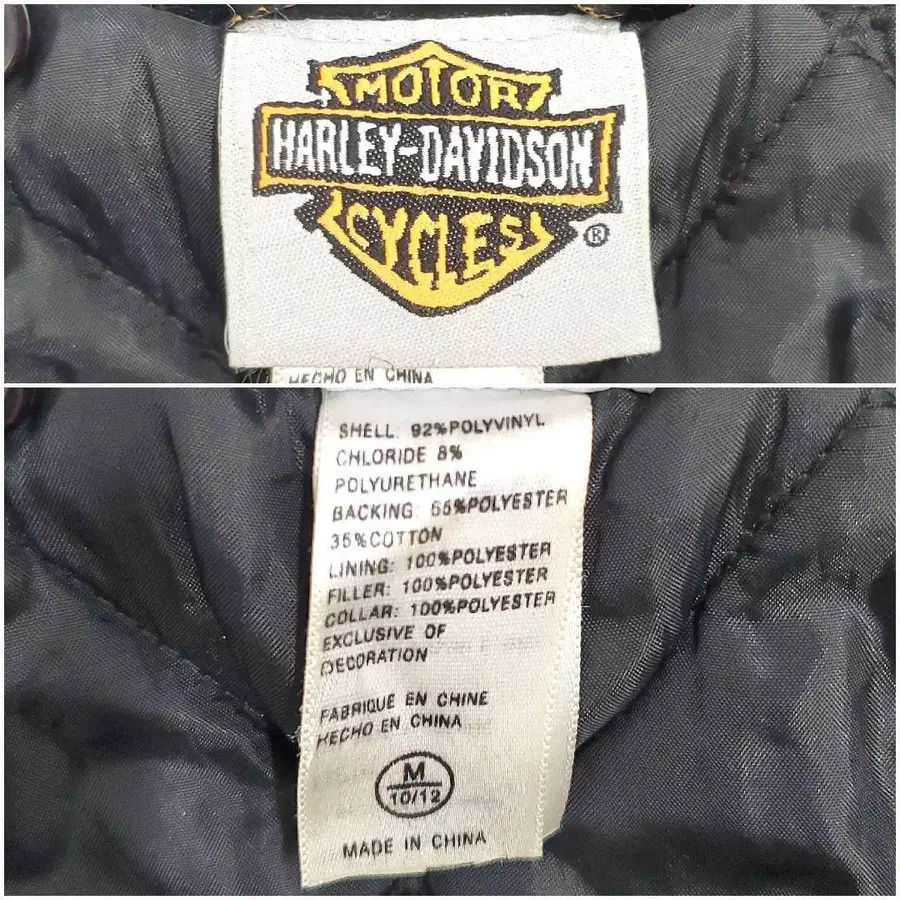 MOTOR
HARLEY-DAVIDSON
CYCLES
®
HECHO EN CHINA
SHELL: 92%POLYVINYL
CHLORIDE 8%
POLYURETHANE
BACKING: 65%POLYESTER
35%COTTON
LINING: 100%POLYESTER
FILLER: 100%POLYESTER
COLLAR: 100%POLYESTER
EXCLUSIVE OF
DECORATION
FABRIQUE EN CHINE
HECHO EN CHINA
M
10/12
MADE IN CHINA